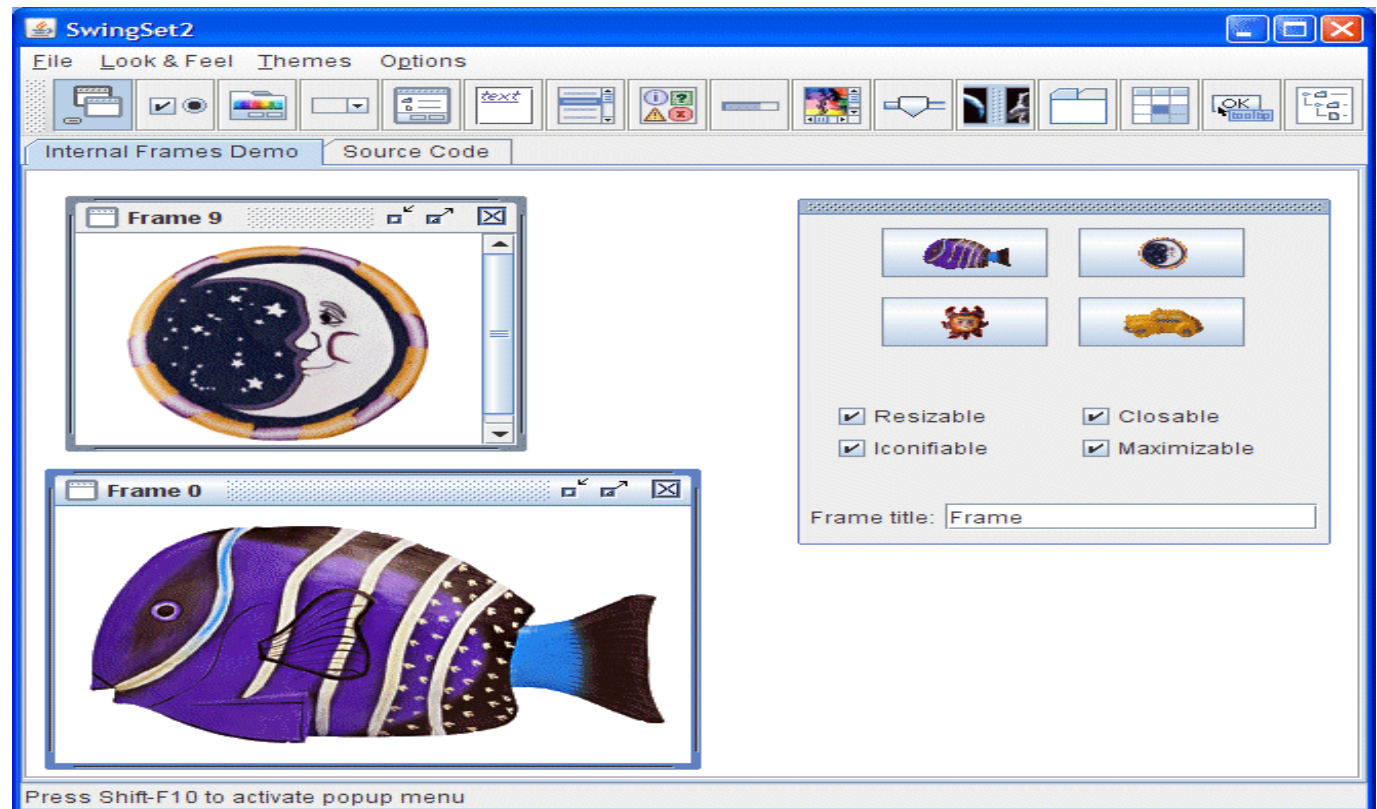 SwingSet2
File Look & Feel Themes Options
text
OK
tooltip
Internal Frames Demo Source Code
Frame 9
Frame 0
Resizable Closable
Iconifiable Maximizable
Frame title: Frame
Press Shift-F10 to activate popup menu